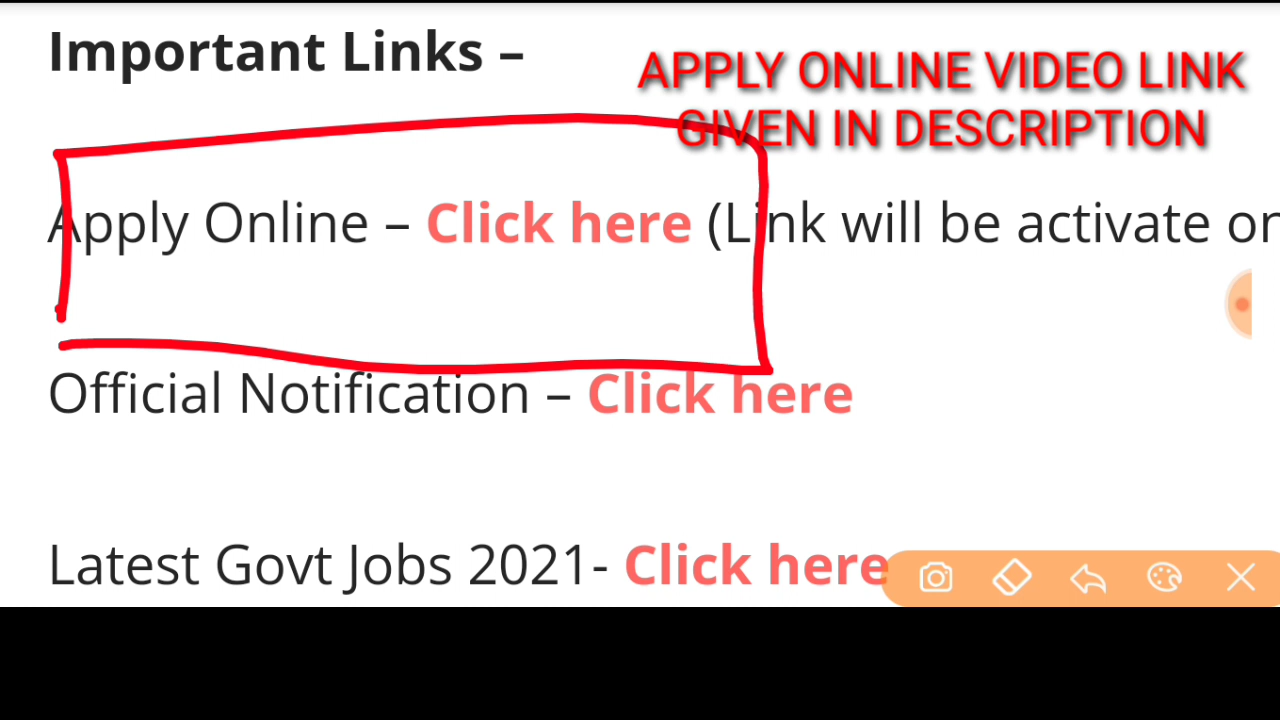 Important Links –
APPLY ONLINE VIDEO LINK
GIVEN IN DESCRIPTION
Apply Online – Click here (Link will be activate on
Official Notification – Click here
Latest Govt Jobs 2021- Click here